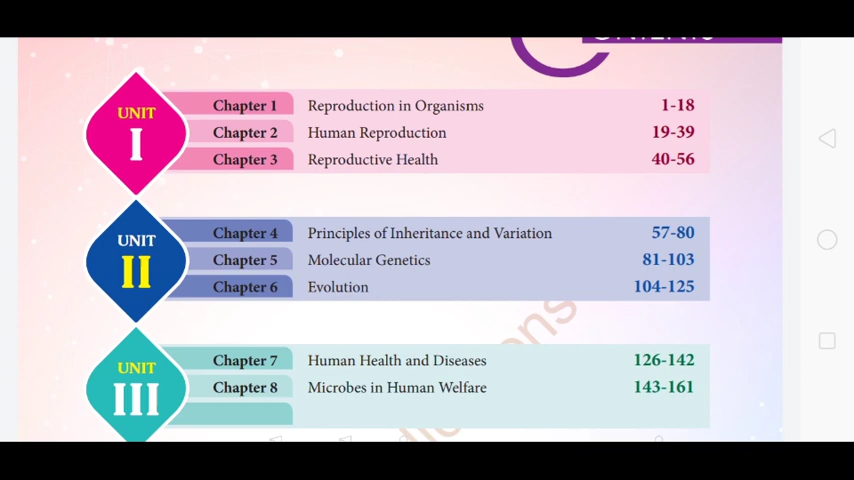 UNIT
I
Chapter 1 Reproduction in Organisms 1-18
Chapter 2 Human Reproduction 19-39
Chapter 3 Reproductive Health 40-56
UNIT
II
Chapter 4 Principles of Inheritance and Variation 57-80
Chapter 5 Molecular Genetics 81-103
Chapter 6 Evolution 104-125
UNIT
III
Chapter 7 Human Health and Diseases 126-142
Chapter 8 Microbes in Human Welfare 143-161